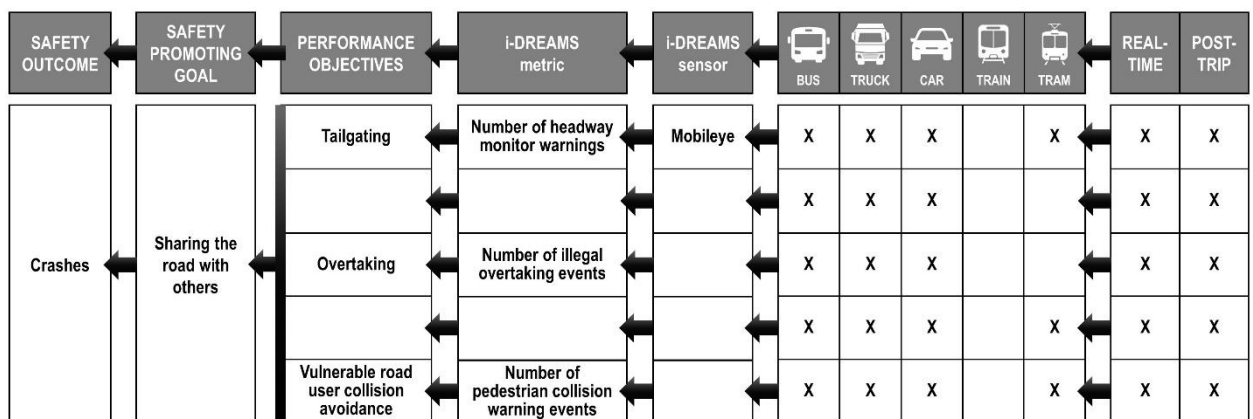 SAFETY OUTCOME
SAFETY PROMOTING GOAL
PERFORMANCE OBJECTIVES
i-DREAMS metric
i-DREAMS sensor
BUS
TRUCK
CAR
TRAIN
TRAM
REAL-TIME
POST-TRIP
Crashes
Sharing the road with others
Tailgating
Number of headway monitor warnings
Mobileye
X X X X X X
X X X X X
Overtaking
Number of illegal overtaking events
X X X X X
X X X X X X
Vulnerable road user collision avoidance
Number of pedestrian collision warning events
X X X X X X